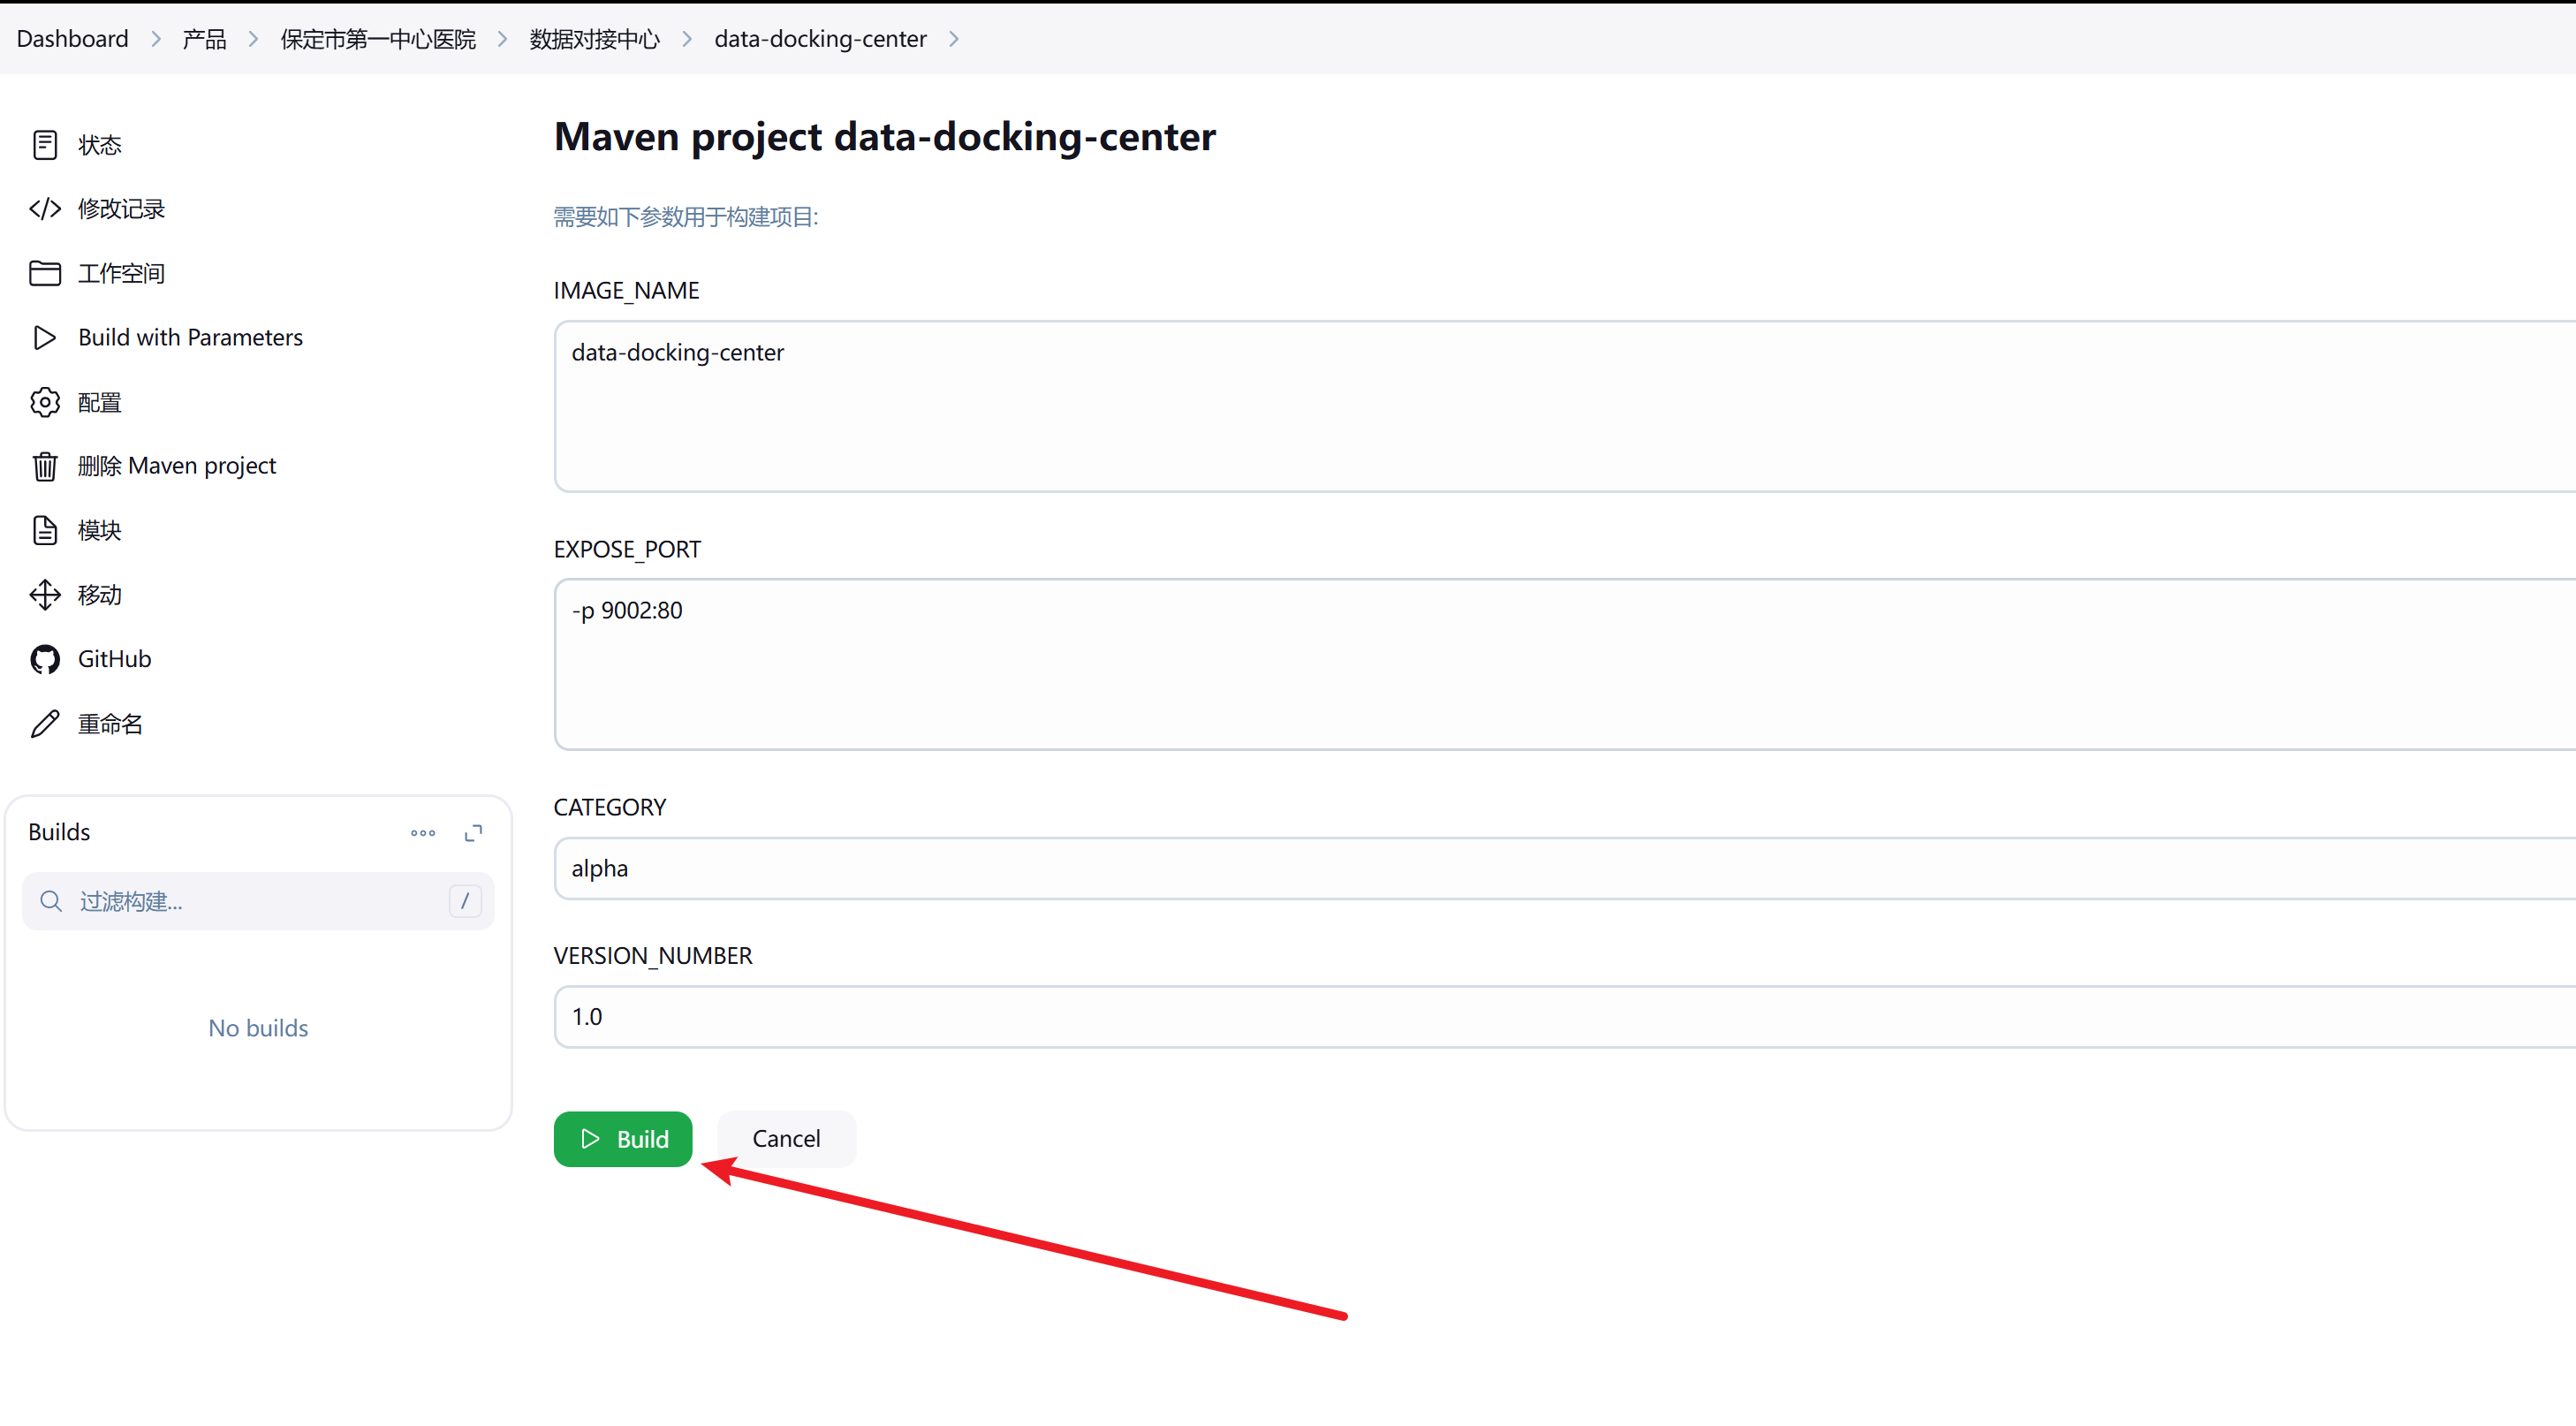 Dashboard 产品 保定市第一中心医院 数据对接中心 data-docking-center
状态
修改记录
工作空间
Build with Parameters
配置
删除 Maven project
模块
移动
GitHub
重命名
Builds
过滤构建...
/
No builds
Maven project data-docking-center
需要如下参数用于构建项目:
IMAGE_NAME
data-docking-center
EXPOSE_PORT
-p 9002:80
CATEGORY
alpha
VERSION_NUMBER
1.0
Build Cancel